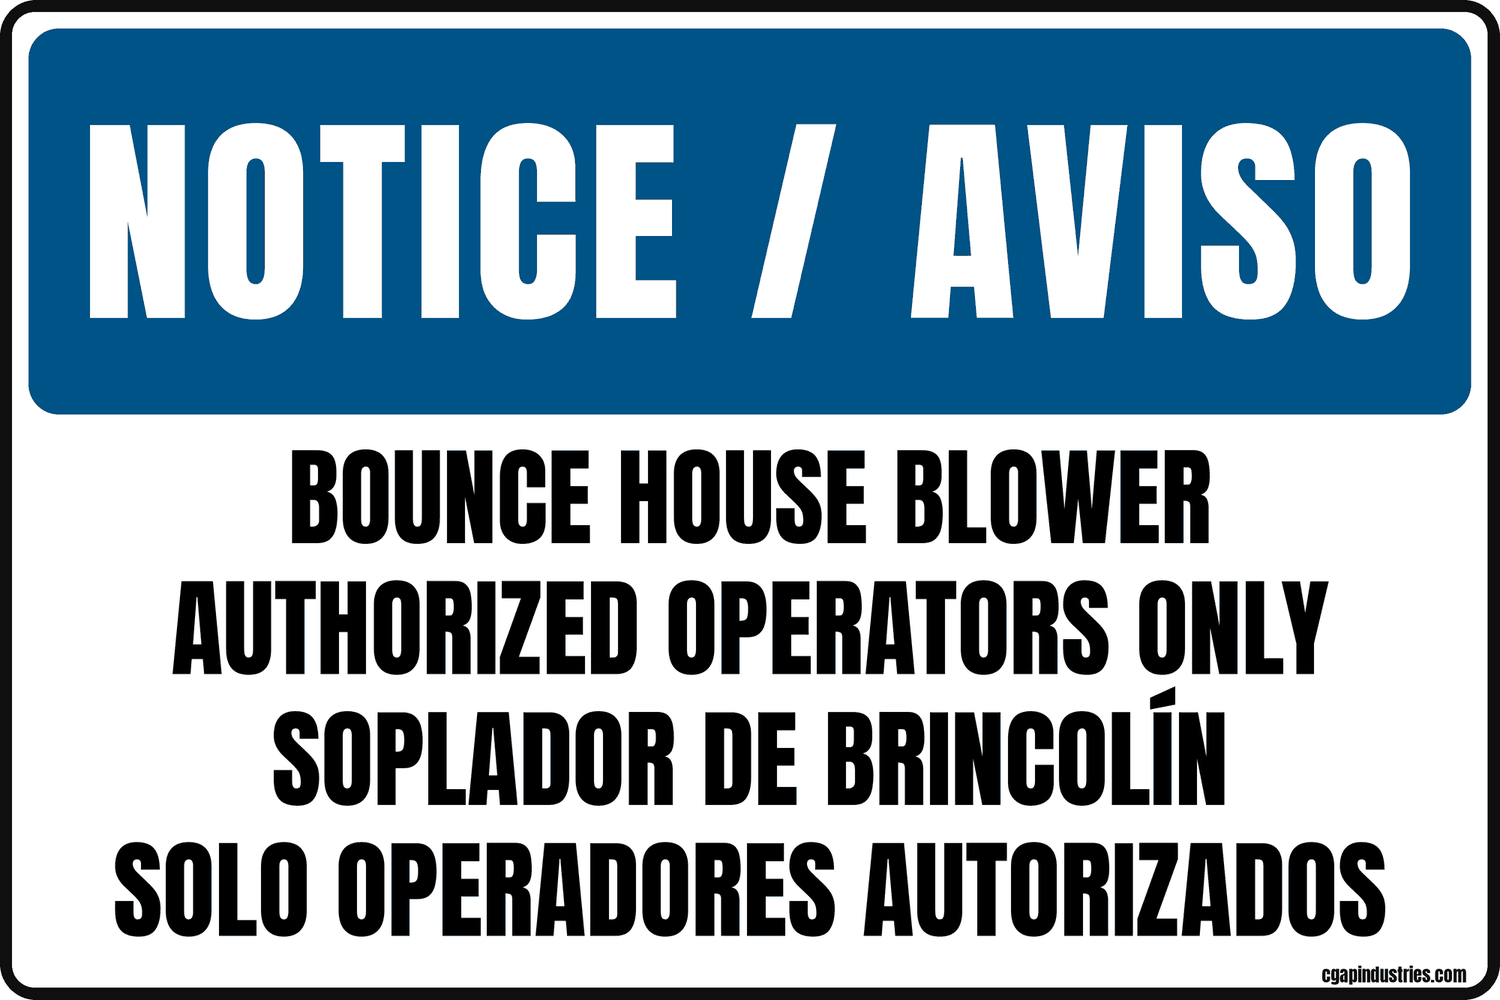 NOTICE / AVISO
BOUNCE HOUSE BLOWER
AUTHORIZED OPERATORS ONLY
SOPLADOR DE BRINCOLÍN
SOLO OPERADORES AUTORIZADOS
cgapindustries.com